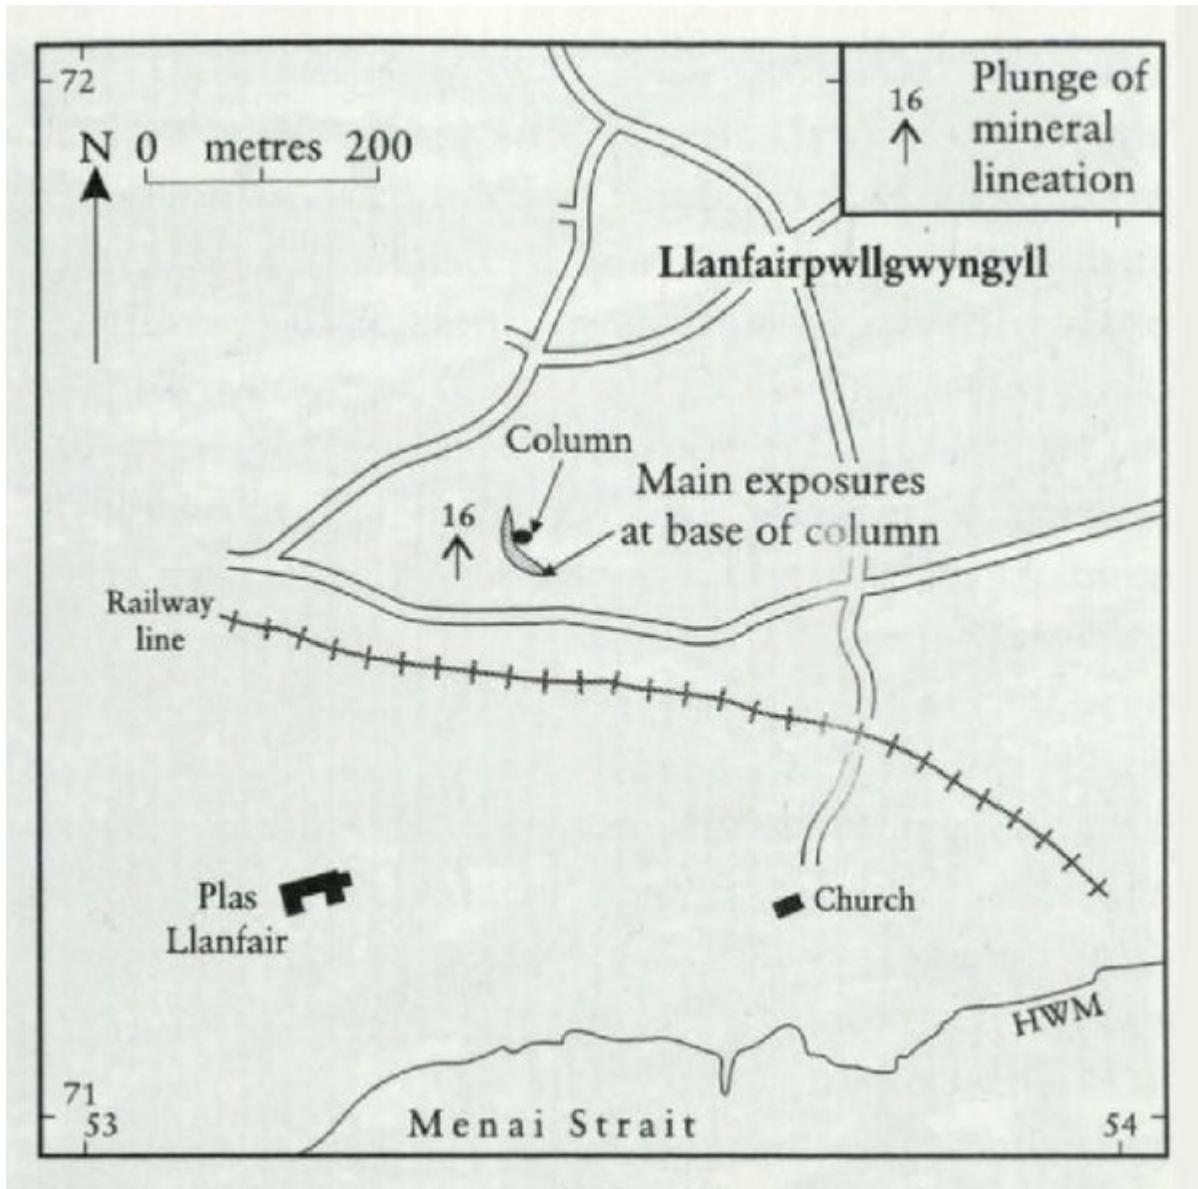 72
N 0 metres 200
16
Plunge of
mineral
lineation
Llanfairpwllgwyngyll
Column
Main exposures
at base of column
16
Railway
line
Plas
Llanfair
Church
HWM
71
53
Menai Strait
54